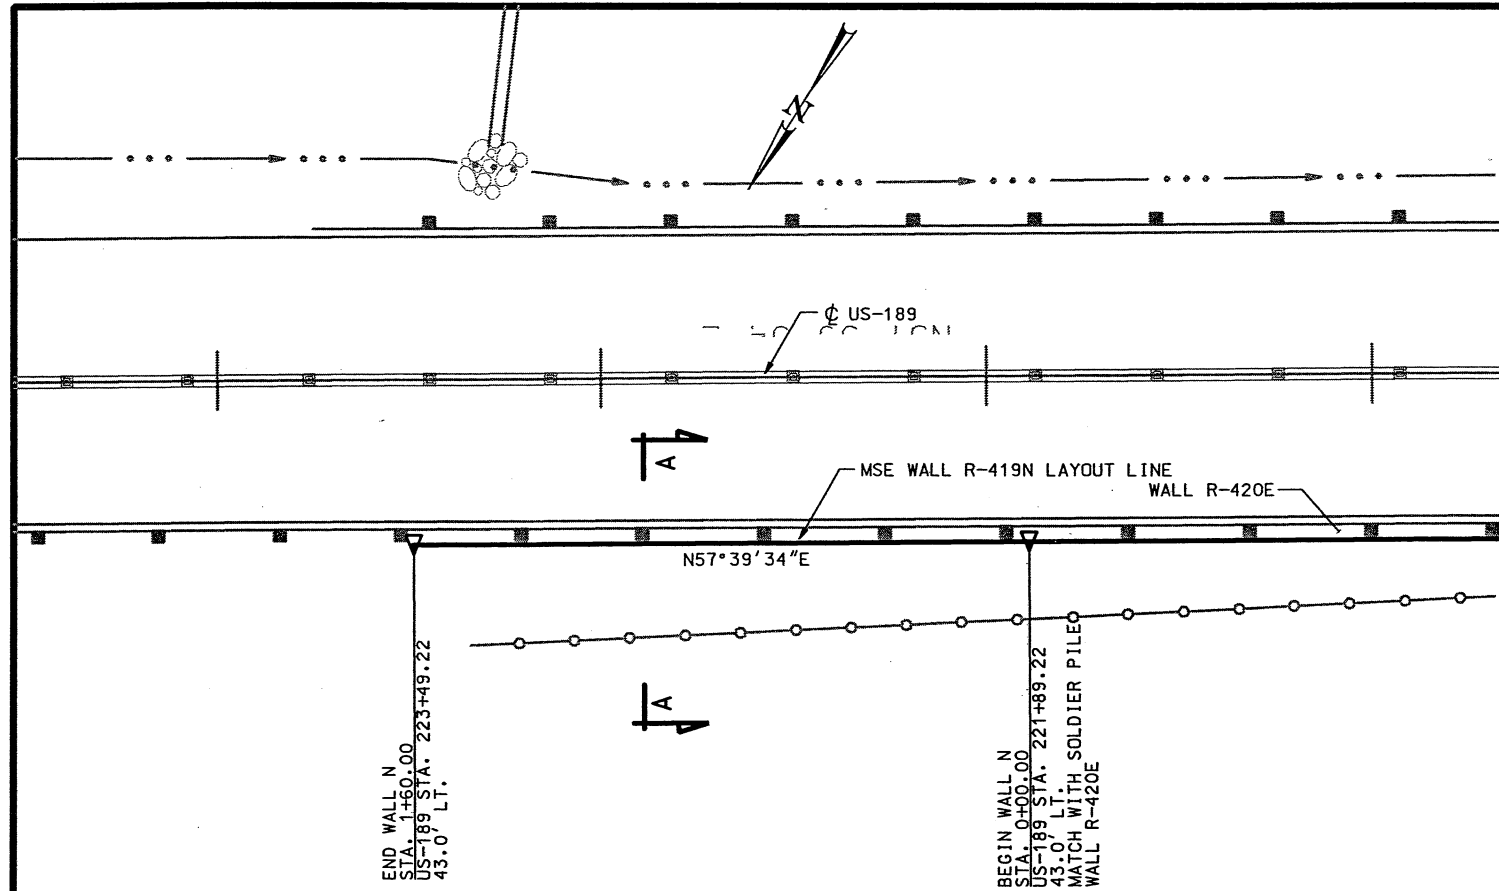 N
℄ US-189
A
MSE WALL R-419N LAYOUT LINE
WALL R-420E
N57°39'34"E
A
END WALL N
STA. 1+60.00
US-189 STA. 223+49.22
43.0' LT.
BEGIN WALL N
STA. 0+00.00
US-189 STA. 221+89.22
43.0' LT.
MATCH WITH SOLDIER PILE
WALL R-420E